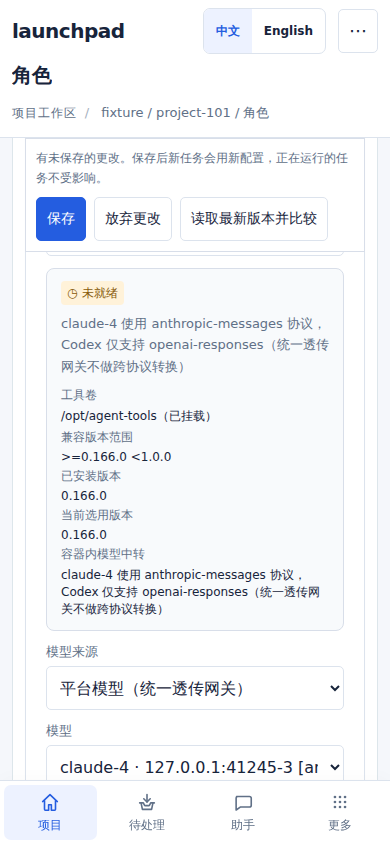 launchpad
中文
English
...
角色
项目工作区 / fixture / project-101 / 角色
有未保存的更改。保存后新任务会用新配置，正在运行的任
务不受影响。
保存
放弃更改
读取最新版本并比较
未就绪
claude-4 使用 anthropic-messages 协议，
Codex 仅支持 openai-responses（统一透传
网关不做跨协议转换）
工具卷
/opt/agent-tools（已挂载）
兼容版本范围
>=0.166.0 <1.0.0
已安装版本
0.166.0
当前选用版本
0.166.0
容器内模型中转
claude-4 使用 anthropic-messages 协议，
Codex 仅支持 openai-responses（统一透传网
关不做跨协议转换）
模型来源
平台模型（统一透传网关）
模型
claude-4 · 127.0.0.1:41245-3 [ar
项目
待处理
助手
更多